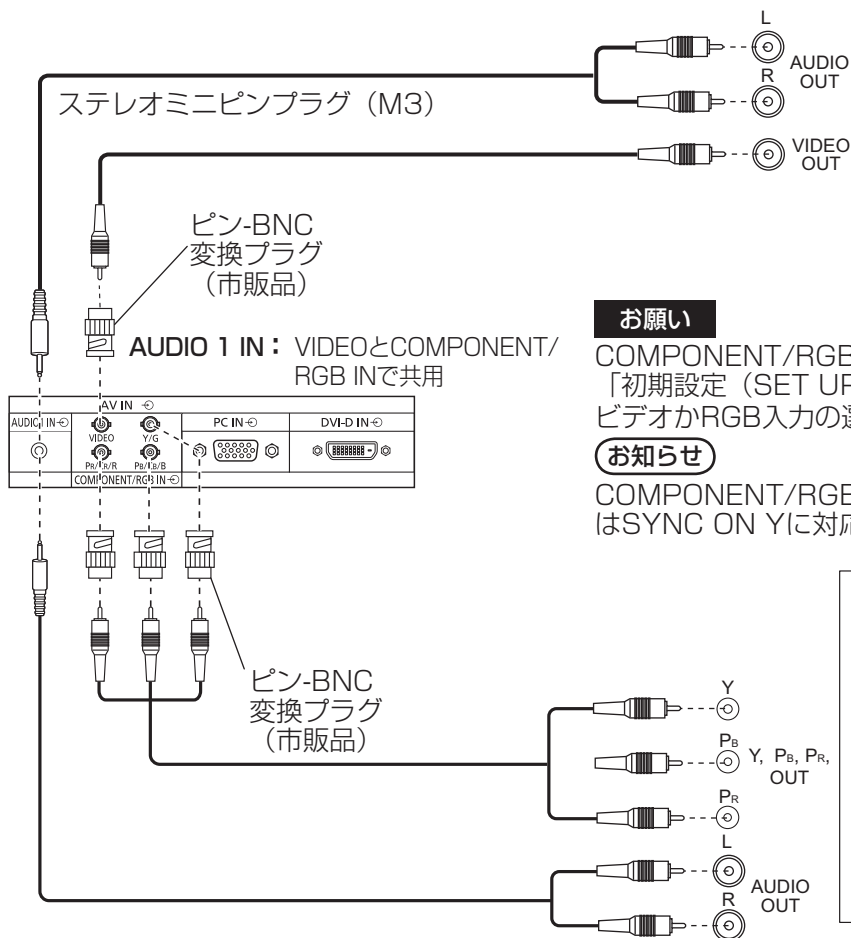 L
AUDIO
OUT
R
ステレオミニピンプラグ（M3）
VIDEO
OUT
ピン-BNC
変換プラグ
（市販品）
AUDIO 1 IN： VIDEOとCOMPONENT/
RGB INで共用
お願い
COMPONENT/RGB
「初期設定（SET UP
ビデオかRGB入力の選
お知らせ
COMPONENT/RGB
はSYNC ON Yに対応
AV IN
AUDIO 1 IN
VIDEO
Y/G
PC IN
DVI-D IN
PR/CR/R
PB/CB/B
COMPONENT/RGB IN
ピン-BNC
変換プラグ
（市販品）
Y
PB
Y, PB, PR,
OUT
PR
L
AUDIO
OUT
R